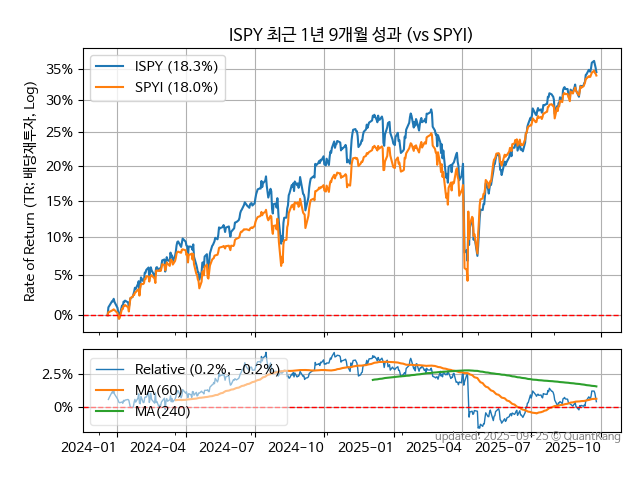 ISPY 최근 1년 9개월 성과 (vs SPYI)
Rate of Return (TR: 배당재투자, Log)
ISPY (18.3%)
SPYI (18.0%)
35%
30%
25%
20%
15%
10%
5%
0%
Relative (0.2%, −0.2%)
MA(60)
MA(240)
2.5%
0%
2024−01 2024−04 2024−07 2024−10 2025−01 2025−04 2025−07 2025−10
updated: 2025−09−25 © QuantKang